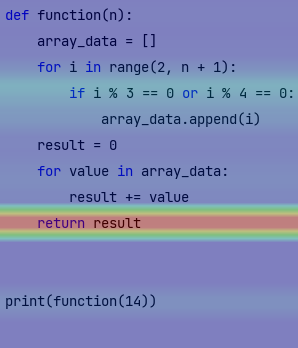 def function(n):
    array_data = []
    for i in range(2, n + 1):
        if i % 3 == 0 or i % 4 == 0:
            array_data.append(i)
    result = 0
    for value in array_data:
        result += value
    return result
print(function(14))